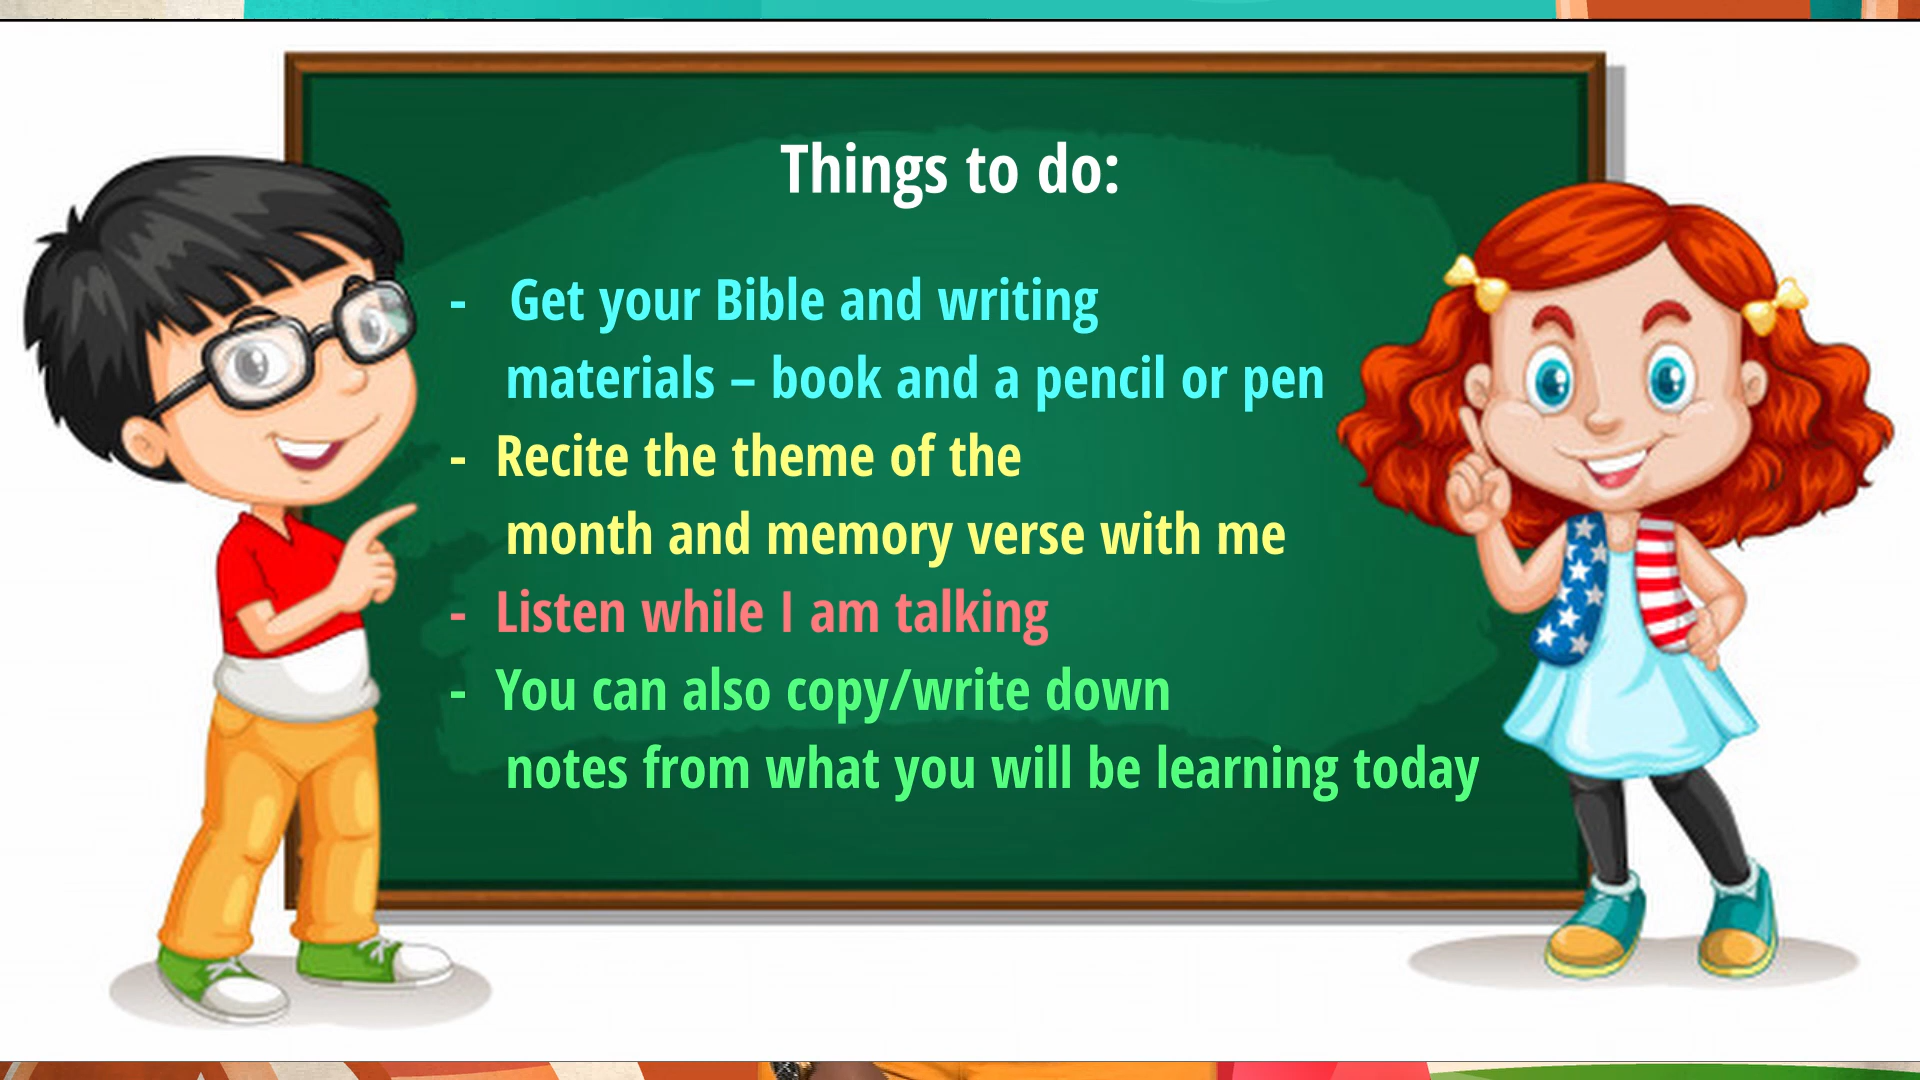 Things to do:
- Get your Bible and writing
materials – book and a pencil or pen
- Recite the theme of the
month and memory verse with me
- Listen while I am talking
- You can also copy/write down
notes from what you will be learning today